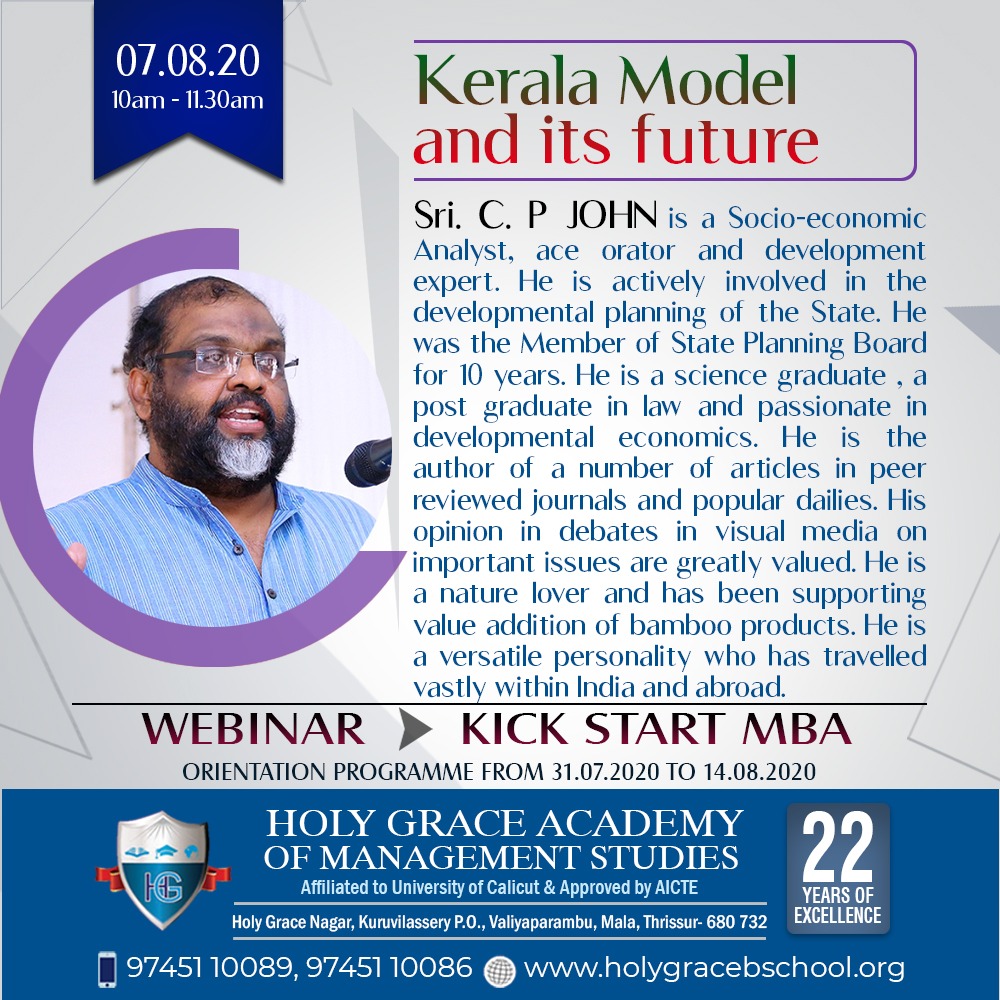 07.08.20
10am - 11.30am
Kerala Model
and its future
Sri. C. P JOHN is a Socio-economic
Analyst, ace orator and development
expert. He is actively involved in the
developmental planning of the State. He
was the Member of State Planning Board
for 10 years. He is a science graduate , a
post graduate in law and passionate in
developmental economics. He is the
author of a number of articles in peer
reviewed journals and popular dailies. His
opinion in debates in visual media on
important issues are greatly valued. He is
a nature lover and has been supporting
value addition of bamboo products. He is
a versatile personality who has travelled
vastly within India and abroad.
WEBINAR KICK START MBA
ORIENTATION PROGRAMME FROM 31.07.2020 TO 14.08.2020
HG
HOLY GRACE ACADEMY
OF MANAGEMENT STUDIES
Affiliated to University of Calicut & Approved by AICTE
Holy Grace Nagar, Kuruvilassery P.O., Valiyaparambu, Mala, Thrissur- 680 732
22
YEARS OF
EXCELLENCE
97451 10089, 97451 10086 www.holygracebschool.org